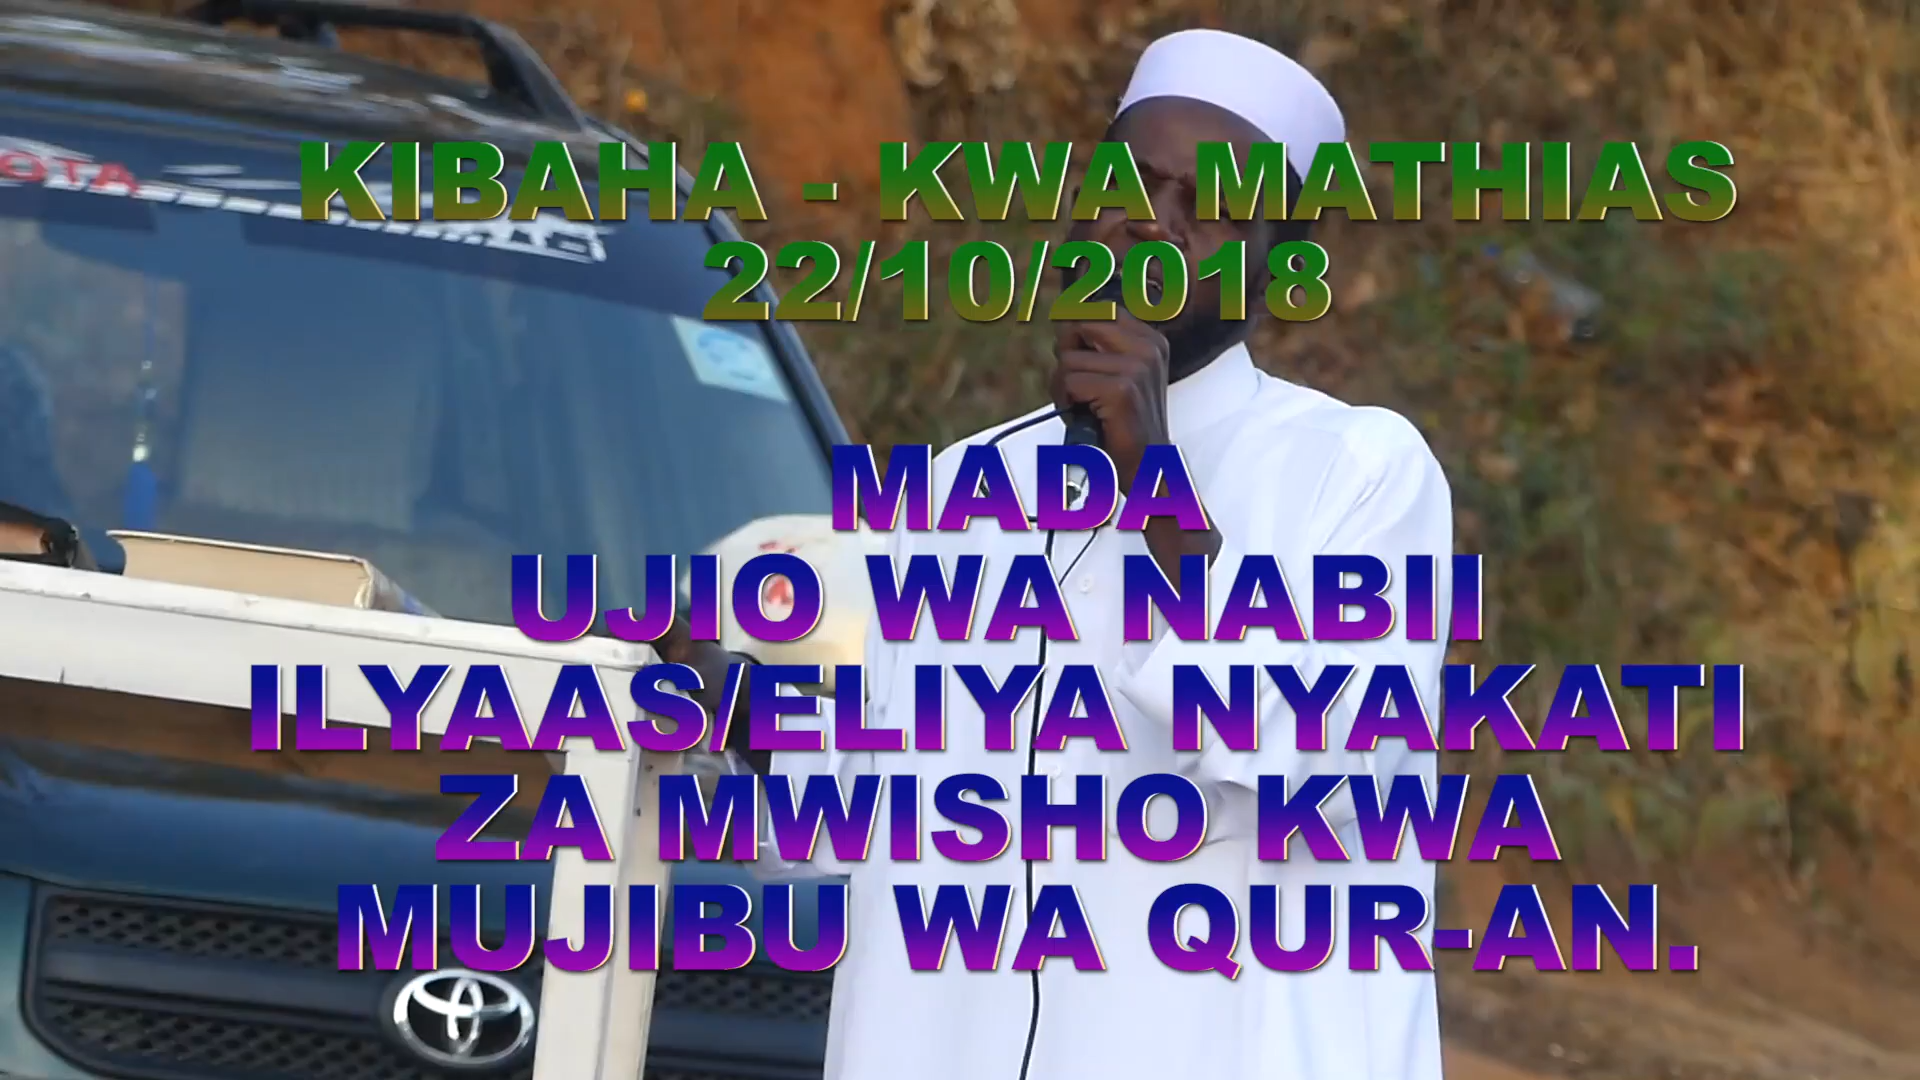 KIBAHA - KWA MATHIAS
22/10/2018
MADA
UJIO WA NABII
ILYAAS/ELIYA NYAKATI
ZA MWISHO KWA
MUJIBU WA QUR-AN.